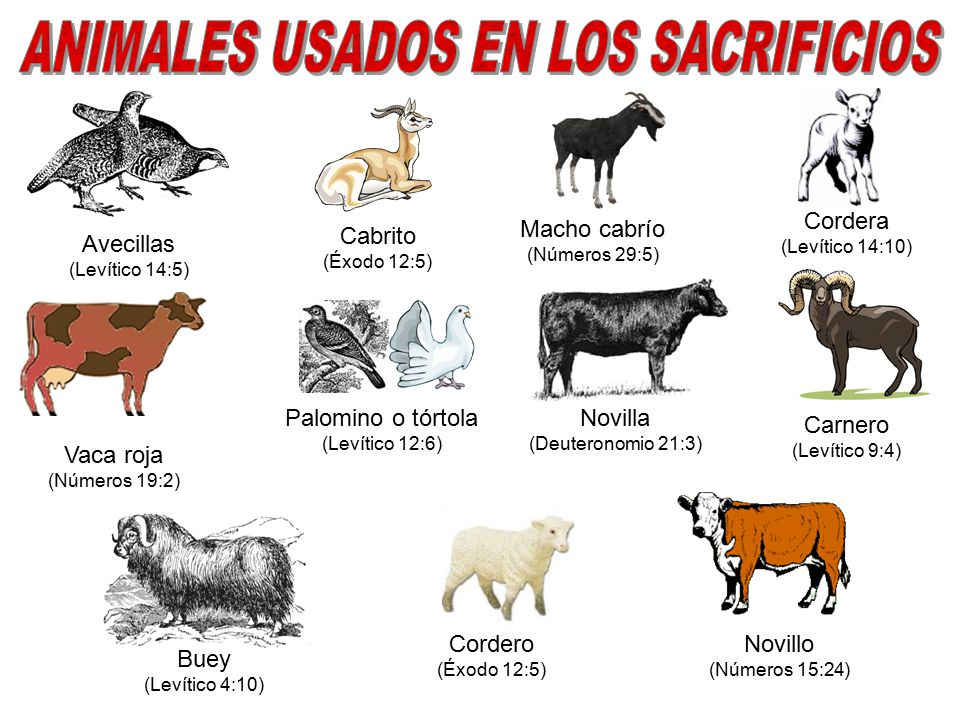 ANIMALES USADOS EN LOS SACRIFICIOS
Avecillas
(Levítico 14:5)
Cabrito
(Éxodo 12:5)
Macho cabrío
(Números 29:5)
Cordera
(Levítico 14:10)
Vaca roja
(Números 19:2)
Palomino o tórtola
(Levítico 12:6)
Novilla
(Deuteronomio 21:3)
Carnero
(Levítico 9:4)
Buey
(Levítico 4:10)
Cordero
(Éxodo 12:5)
Novillo
(Números 15:24)